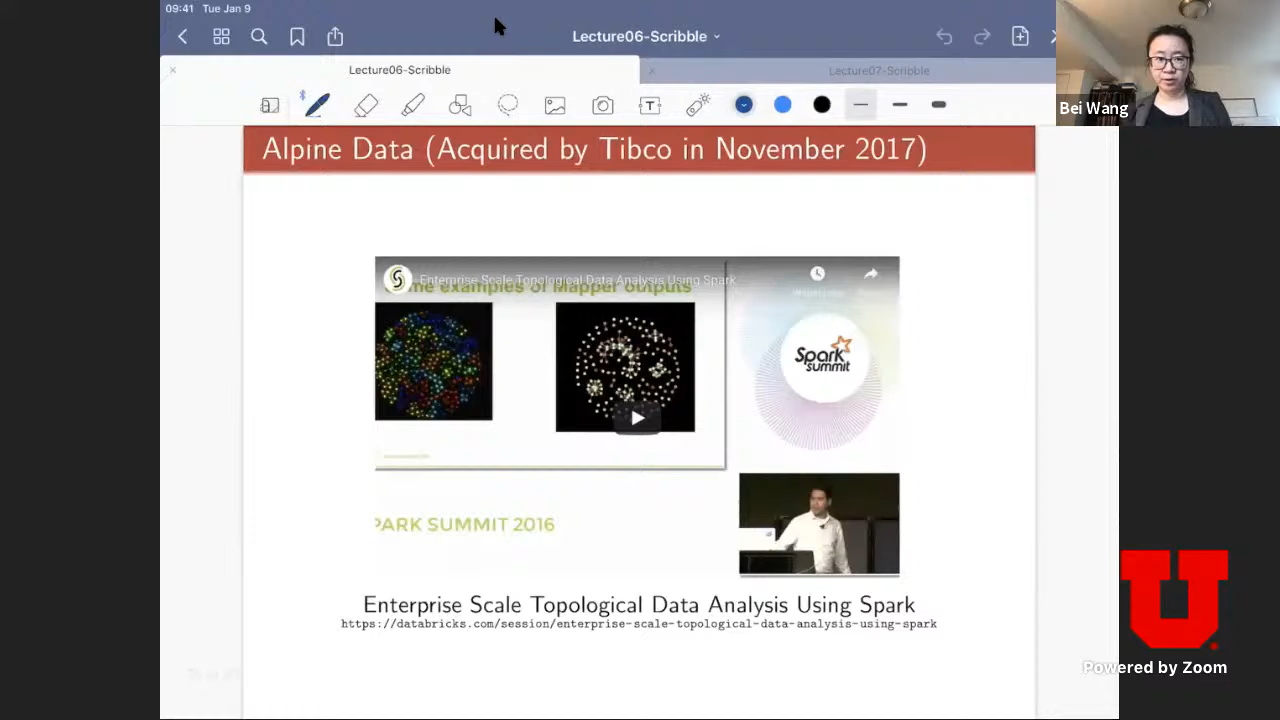 09:41 Tue Jan 9
Lecture06-Scribble
Lecture06-Scribble
Lecture07-Scribble
T
Bei Wang
Alpine Data (Acquired by Tibco in November 2017)
Enterprise Scale Topological Data Analysis Using Spark
me examples of Mapper outputs
Spark
summit
PARK SUMMIT 2016
Enterprise Scale Topological Data Analysis Using Spark
https://databricks.com/session/enterprise-scale-topological-data-analysis-using-spark
U
Powered by Zoom